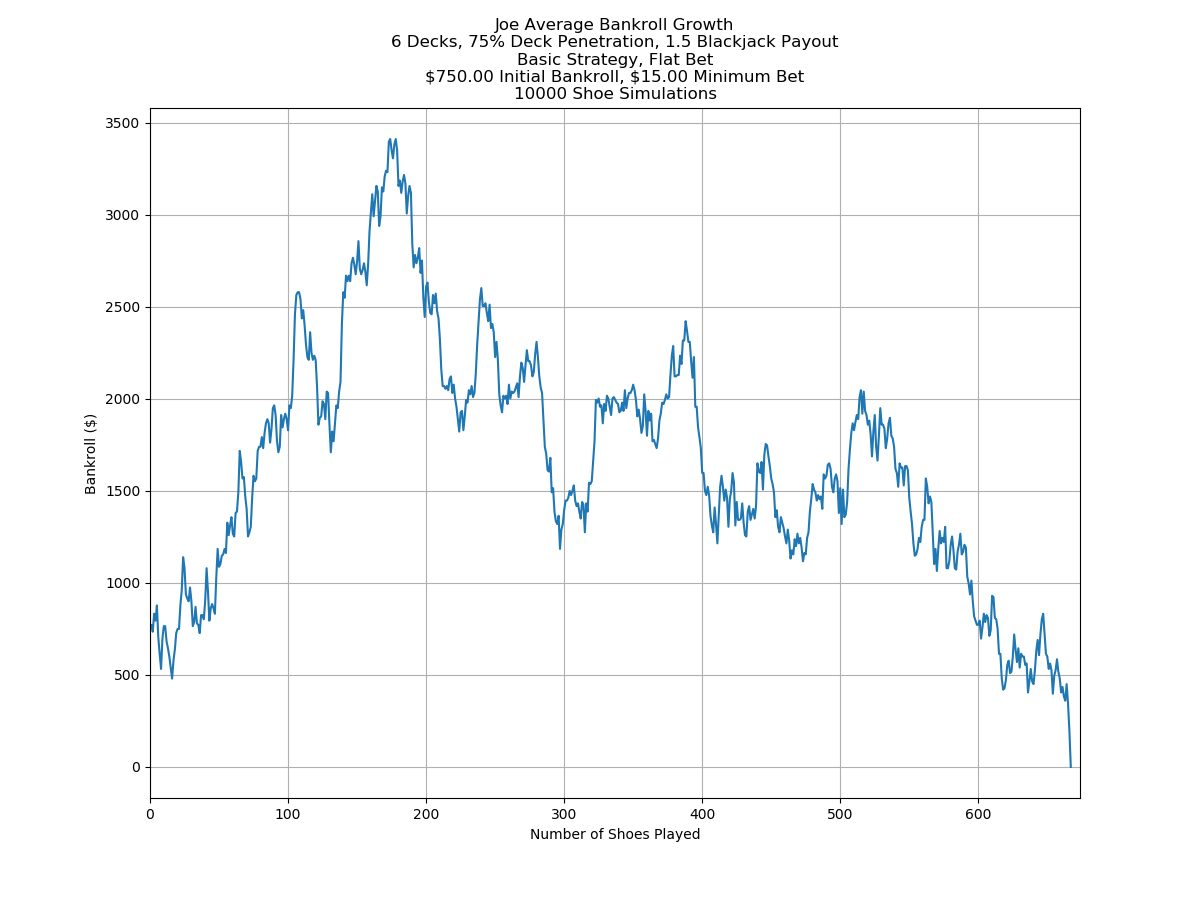 Joe Average Bankroll Growth
6 Decks, 75% Deck Penetration, 1.5 Blackjack Payout
Basic Strategy, Flat Bet
$750.00 Initial Bankroll, $15.00 Minimum Bet
10000 Shoe Simulations
3500
3000
2500
2000
1500
1000
500
0
Bankroll ($)
0 100 200 300 400 500 600
Number of Shoes Played